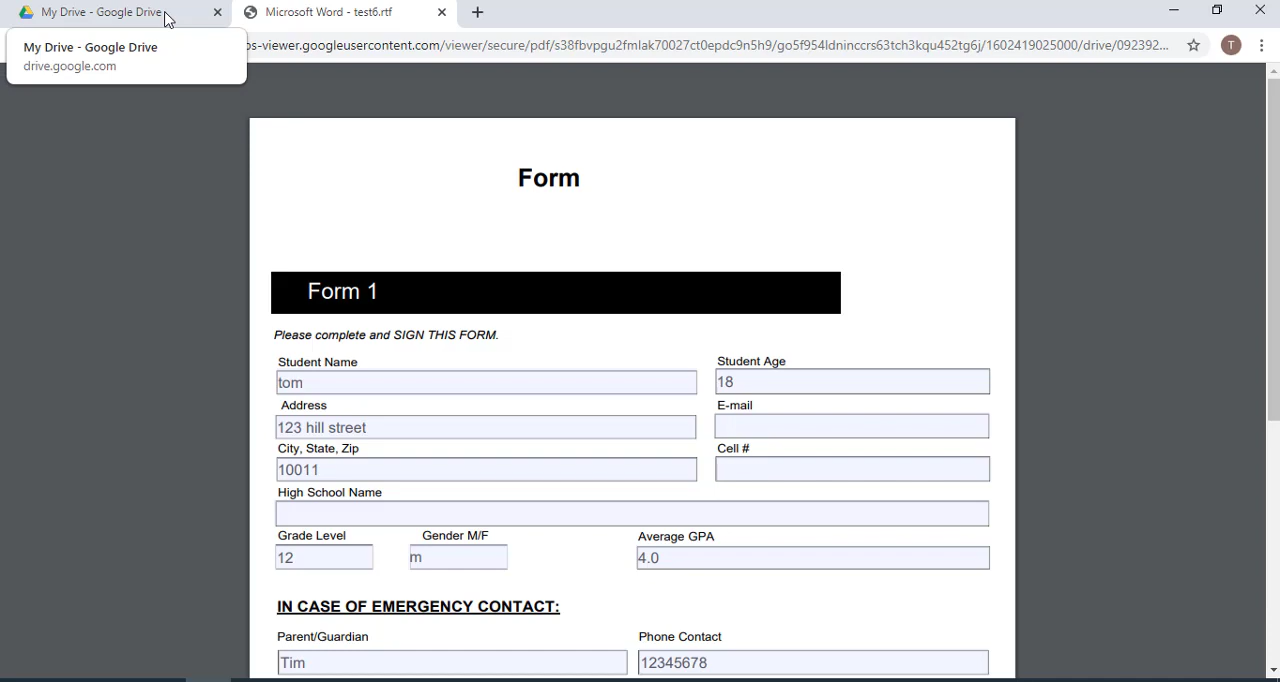 My Drive - Google Drive
Microsoft Word - test6.rtf
My Drive - Google Drive
drive.google.com
os-viewer.googleusercontent.com/viewer/secure/pdf/s38fbvpgu2fmlak70027ct0epdc9n5h9/go5f954ldninccrs63tch3kqu452tg6j/1602419025000/drive/092392...
T
Form
Form 1
Please complete and SIGN THIS FORM.
Student Name
Student Age
tom
18
Address
E-mail
123 hill street
City, State, Zip
Cell #
10011
High School Name
Grade Level
Gender M/F
Average GPA
12
m
4.0
IN CASE OF EMERGENCY CONTACT:
Parent/Guardian
Phone Contact
Tim
12345678